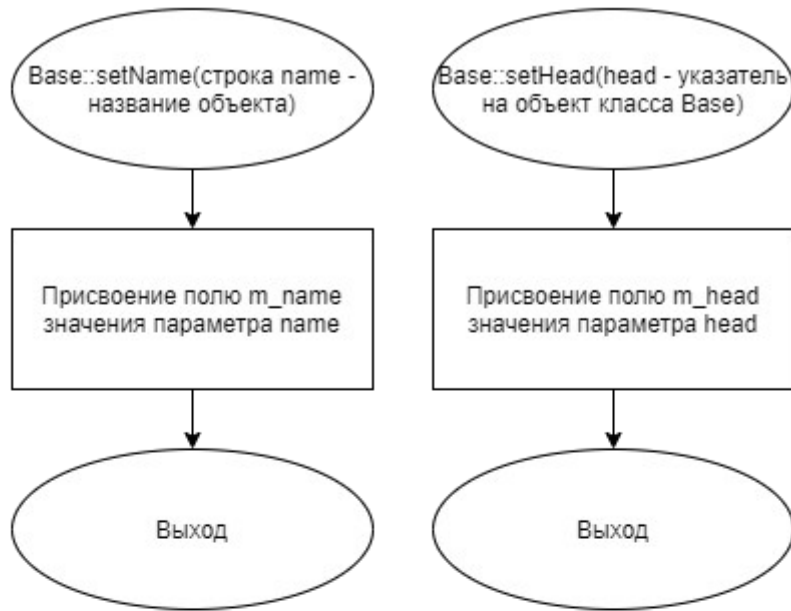 Base::setName(строка name -
название объекта)
Присвоение полю m_name
значения параметра name
Выход
Base::setHead(head - указатель
на объект класса Base)
Присвоение полю m_head
значения параметра head
Выход